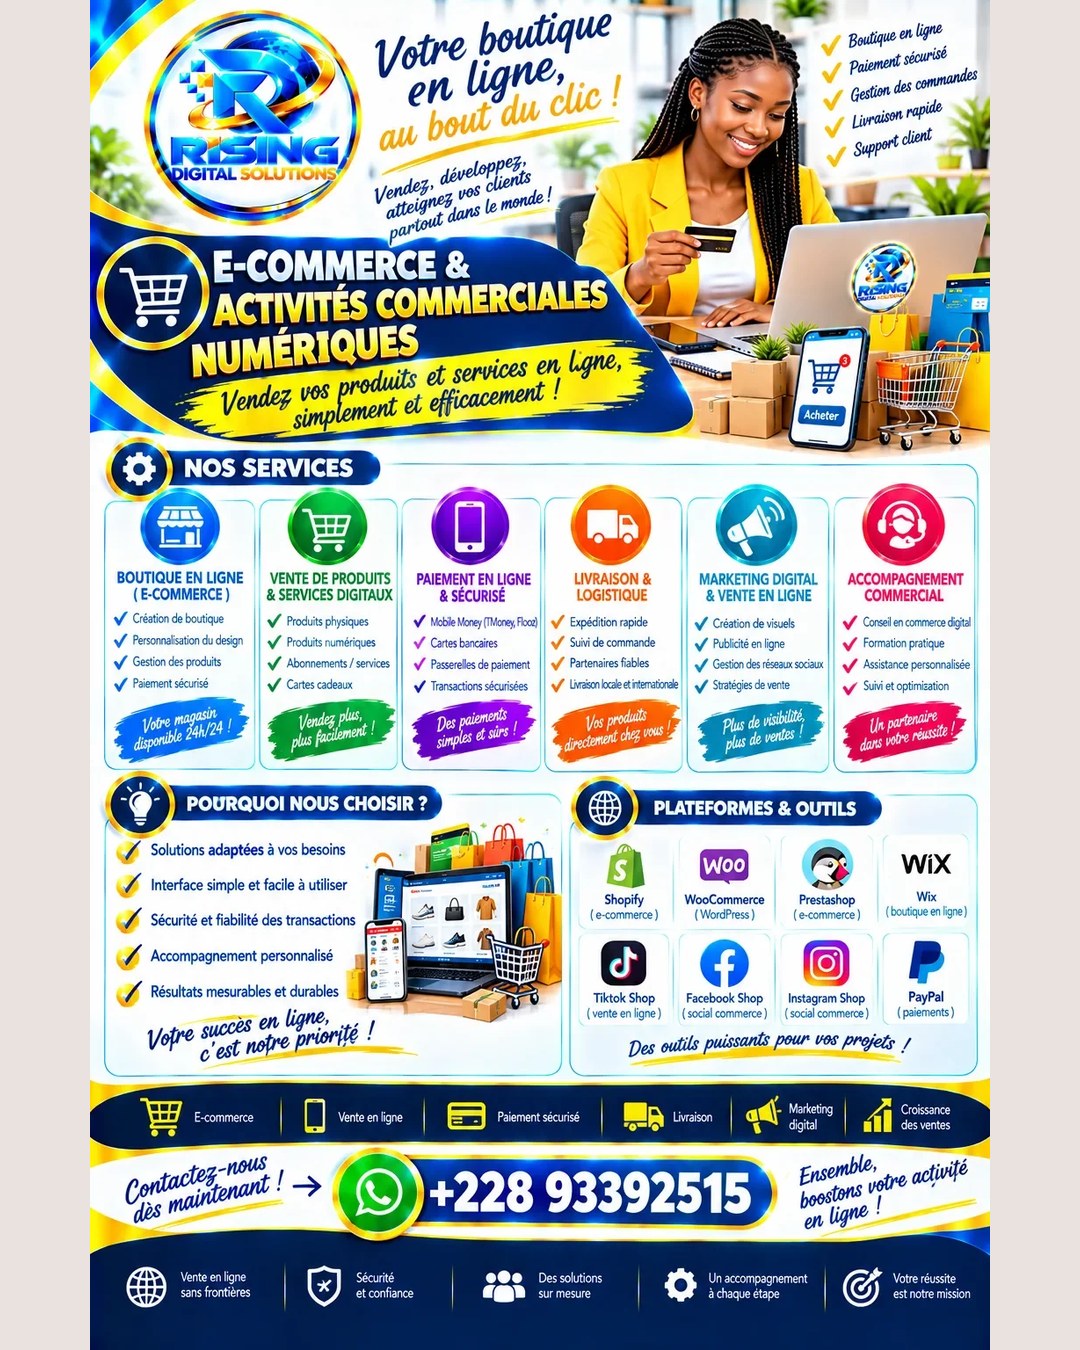 RISING
DIGITAL SOLUTIONS
Votre boutique
en ligne,
au bout du clic !
Vendez, développez,
atteignez vos clients
partout dans le monde !
Boutique en ligne
Paiement sécurisé
Gestion des commandes
Livraison rapide
Support client
RISING
DIGITAL SOLUTIONS
3
Acheter
E-COMMERCE &
ACTIVITÉS COMMERCIALES
NUMÉRIQUES
Vendez vos produits et services en ligne,
simplement et efficacement !
NOS SERVICES
BOUTIQUE EN LIGNE
( E-COMMERCE )
Création de boutique
Personnalisation du design
Gestion des produits
Paiement sécurisé
Votre magasin
disponible 24h/24 !
VENTE DE PRODUITS
& SERVICES DIGITAUX
Produits physiques
Produits numériques
Abonnements / services
Cartes cadeaux
Vendez plus,
plus facilement !
PAIEMENT EN LIGNE
& SÉCURISÉ
Mobile Money (TMoney, Flooz)
Cartes bancaires
Passerelles de paiement
Transactions sécurisées
Des paiements
simples et sûrs !
LIVRAISON &
LOGISTIQUE
Expédition rapide
Suivi de commande
Partenaires fiables
Livraison locale et internationale
Vos produits
directement chez vous !
MARKETING DIGITAL
& VENTE EN LIGNE
Création de visuels
Publicité en ligne
Gestion des réseaux sociaux
Stratégies de vente
Plus de visibilité,
plus de ventes !
ACCOMPAGNEMENT
COMMERCIAL
Conseil en commerce digital
Formation pratique
Assistance personnalisée
Suivi et optimisation
Un partenaire
dans votre réussite !
POURQUOI NOUS CHOISIR ?
Solutions adaptées à vos besoins
Interface simple et facile à utiliser
Sécurité et fiabilité des transactions
Accompagnement personnalisé
Résultats mesurables et durables
Votre succès en ligne,
c'est notre priorité !
PLATEFORMES & OUTILS
Shopify
( e-commerce )
WOO
WooCommerce
( WordPress )
Prestashop
( e-commerce )
WiX
Wix
( boutique en ligne )
Tiktok Shop
( vente en ligne )
Facebook Shop
( social commerce )
Instagram Shop
( social commerce )
PayPal
( paiements )
Des outils puissants pour vos projets !
E-commerce
Vente en ligne
Paiement sécurisé
Livraison
Marketing
digital
Croissance
des ventes
Contactez-nous
dès maintenant !
+228 93392515
Ensemble,
boostons votre activité
en ligne !
Vente en ligne
sans frontières
Sécurité
et confiance
Des solutions
sur mesure
Un accompagnement
à chaque étape
Votre réussite
est notre mission